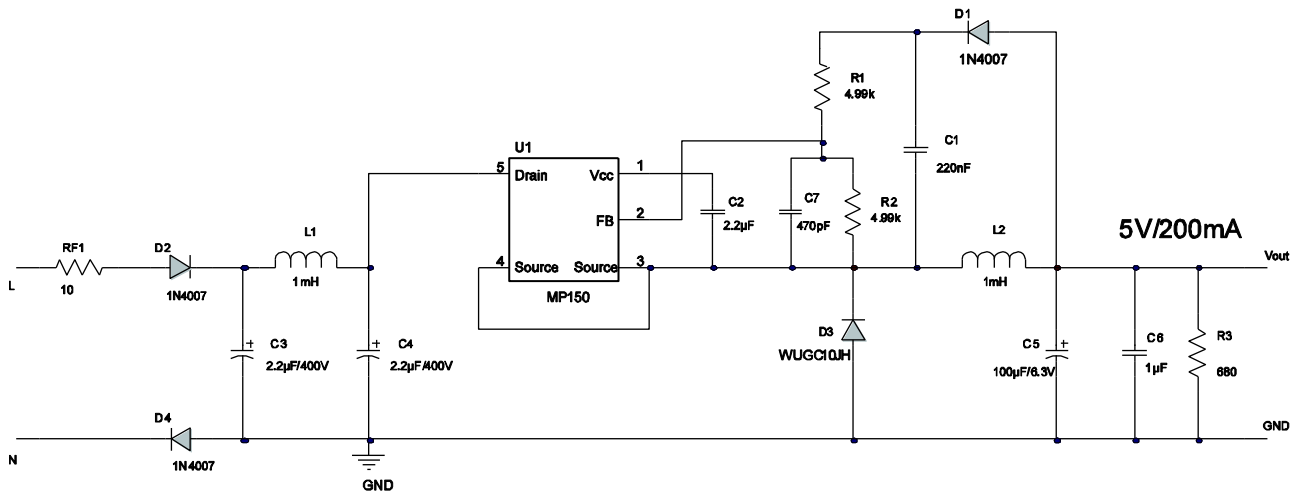 D1
1N4007
R1
4.99k
U1
C1
220nF
5
Drain
Vcc
1
C2
2.2µF
C7
470pF
R2
4.99k
FB
2
5V/200mA
L2
1mH
Vout
RF1
10
D2
1N4007
L1
1mH
4
Source
Source
3
MP150
L
C3
+
2.2µF/400V
C4
+
2.2µF/400V
D3
WUGC10JH
C5
+
100µF/6.3V
C6
1µF
R3
680
D4
1N4007
N
GND
GND